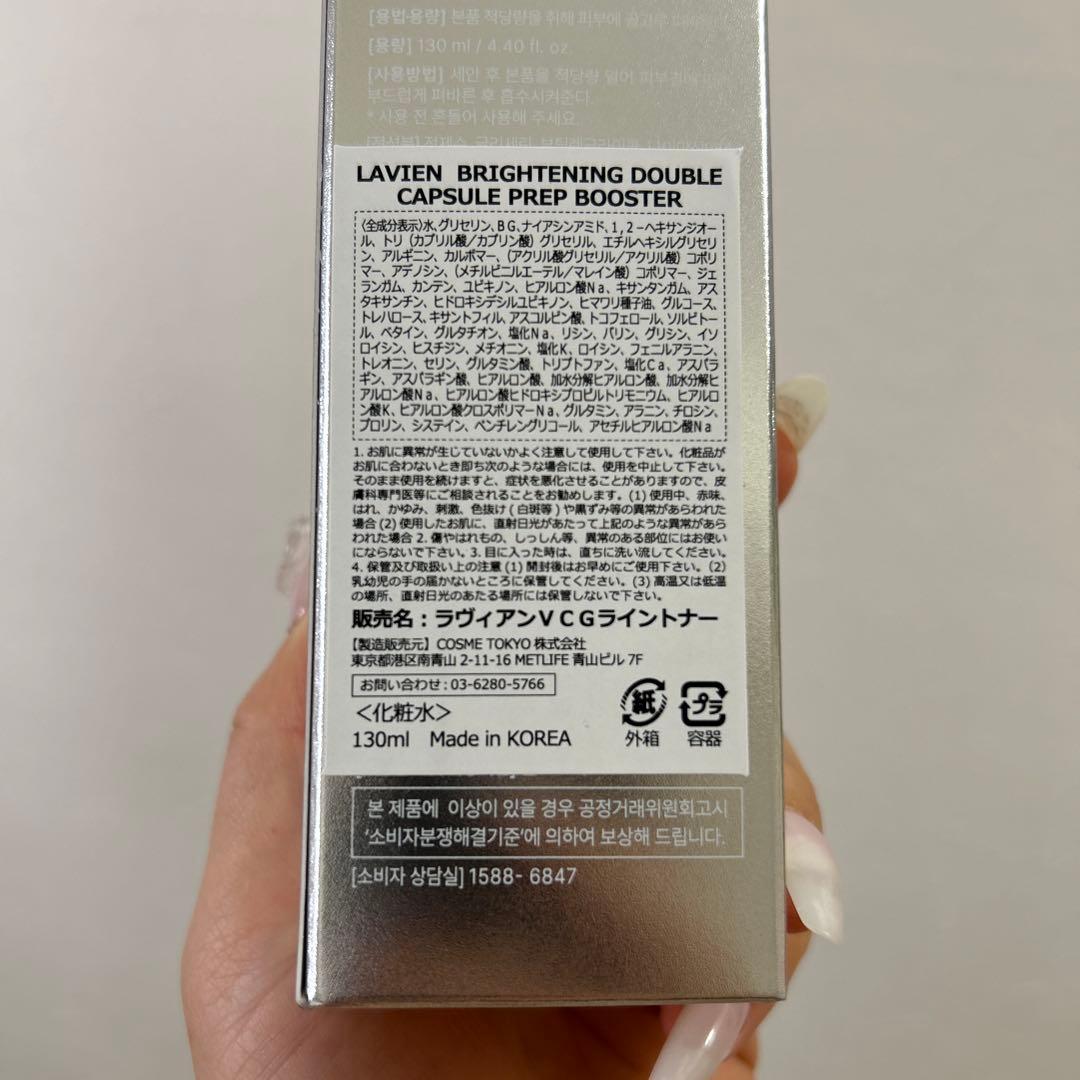 [용법·용량] 본품 적당량을 취해 피부에 골고루
[용량] 130 ml / 4.40 fl. oz.
[사용방법] 세안 후 본품을 적당량 덜어
부드럽게 펴바른 후 흡수시켜준다.
* 사용 전 흔들어 사용해 주세요.
LAVIEN BRIGHTENING DOUBLE
CAPSULE PREP BOOSTER
〈全成分表示〉水、グリセリン、BG、ナイアシンアミド、1,2-ヘキサンジオー
ル、トリ(カプリル酸/カプリン酸)グリセリル、エチルヘキシルグリセリ
ン、アルギニン、カルボマー、(アクリル酸グリセリル/アクリル酸)コポリ
マー、アデノシン、(メチルビニルエーテル/マレイン酸)コポリマー、ジェ
ランガム、カンテン、ユビキノン、ヒアルロン酸Na、キサンタンガム、アス
タキサンチン、ヒドロキシデシルユビキノン、ヒマワリ種子油、グルコース、
トレハロース、キサントフィル、アスコルビン酸、トコフェロール、ソルビトー
ル、ベタイン、グルタチオン、塩化Na、リシン、バリン、グリシン、イソ
ロイシン、ヒスチジン、メチオニン、塩化K、ロイシン、フェニルアラニン、
トレオニン、セリン、グルタミン酸、トリプトファン、塩化Ca、アスパラ
ギン、アスパラギン酸、ヒアルロン酸、加水分解ヒアルロン酸、加水分解ヒ
アルロン酸Na、ヒアルロン酸ヒドロキシプロピルトリモニウム、ヒアルロ
ン酸K、ヒアルロン酸クロスポリマーNa、グルタミン、アラニン、チロシン、
プロリン、システイン、ペンチレングリコール、アセチルヒアルロン酸Na
1. お肌に異常が生じていないかよく注意して使用して下さい。化粧品が
お肌に合わないとき即ち次のような場合には、使用を中止して下さい。
そのまま使用を続けますと、症状を悪化させることがありますので、皮
膚科専門医等にご相談されることをお勧めします。(1) 使用中、赤味、
はれ、かゆみ、刺激、色抜け(白斑等)や黒ずみ等の異常があらわれた
場合 (2) 使用したお肌に、直射日光があたって上記のような異常があら
われた場合 2. 傷やはれもの、しっしん等、異常のある部位にはお使い
にならないで下さい。3. 目に入った時は、直ちに洗い流してください。
4. 保管及び取扱い上の注意 (1) 開封後はお早めにご使用下さい。(2)
乳幼児の手の届かないところに保管してください。(3) 高温又は低温
の場所、直射日光のあたる場所には保管しないで下さい。
販売名：ラヴィアンVCGライントナー
【製造販売元】COSME TOKYO 株式会社
東京都港区南青山 2-11-16 METLIFE 青山ビル 7F
お問い合わせ：03-6280-5766
＜化粧水＞
紙 プラ
130ml Made in KOREA 外箱 容器
본 제품에 이상이 있을 경우 공정거래위원회고시
'소비자분쟁해결기준'에 의하여 보상해 드립니다.
[소비자 상담실] 1588- 6847